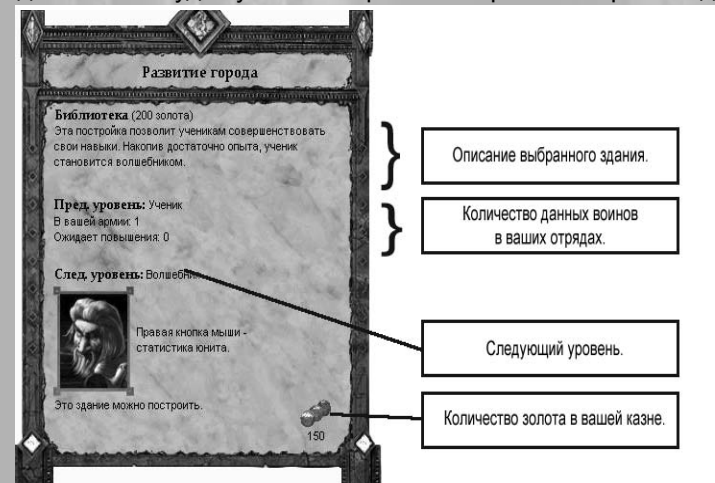 Развитие города
Библиотека (200 золота)
Эта постройка позволит ученикам совершенствовать
свои навыки. Накопив достаточно опыта, ученик
становится волшебником.
Пред. уровень: Ученик
В вашей армии: 1
Ожидает повышения: 0
След. уровень:
Правая кнопка мыши -
статистика юнита.
Это здание можно построить.
150
Описание выбранного здания.
Количество данных воинов
в ваших отрядах.
Следующий уровень.
Количество золота в вашей казне.